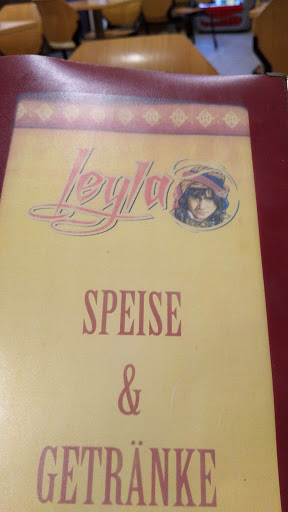 Leyla
SPEISE
&
GETRÄNKE